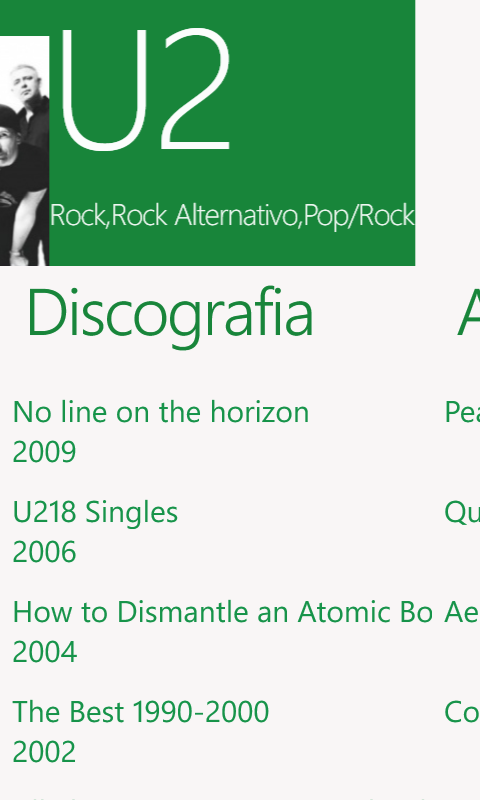 U2
Rock,Rock Alternativo,Pop/Rock
Discografia
No line on the horizon
2009
U218 Singles
2006
How to Dismantle an Atomic Bo
2004
The Best 1990-2000
2002
A
Pea
Qu
Ae
Co